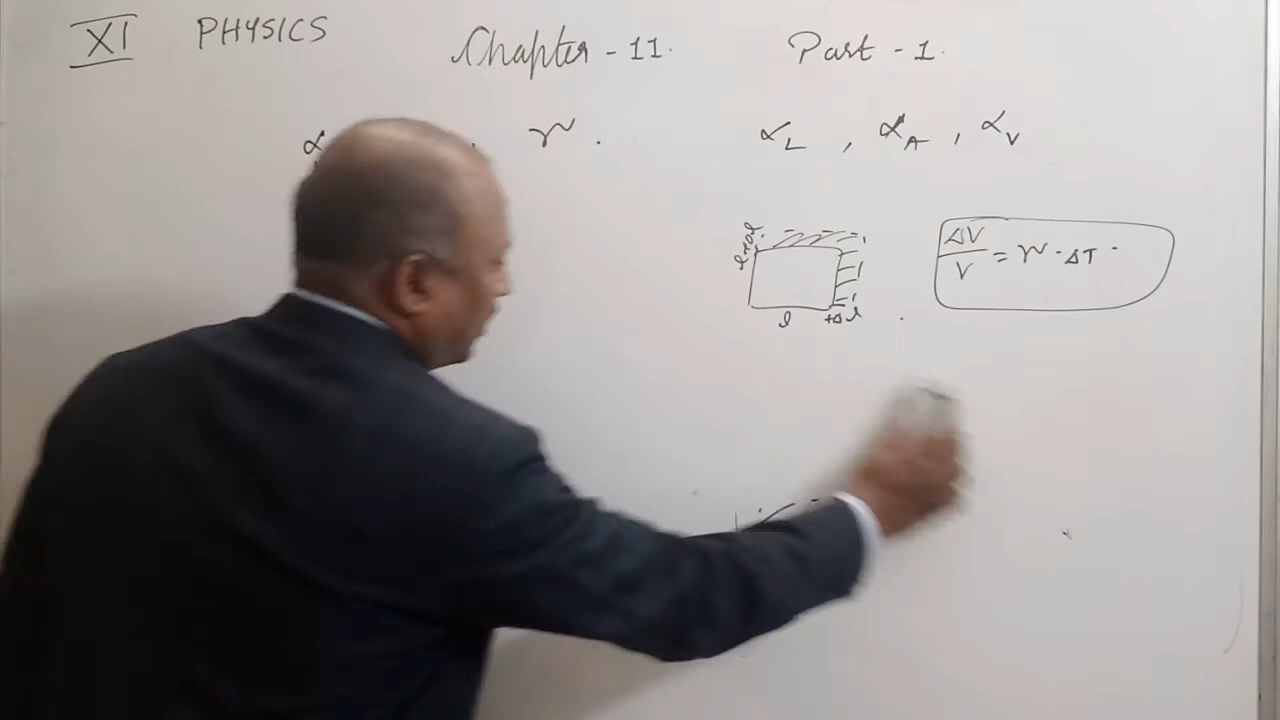 XI PHYSICS Chapter - 11. Part - 1.
α , γ . α_L , α_A , α_V
l+Δl
ΔV/V = γ · ΔT
l +Δl